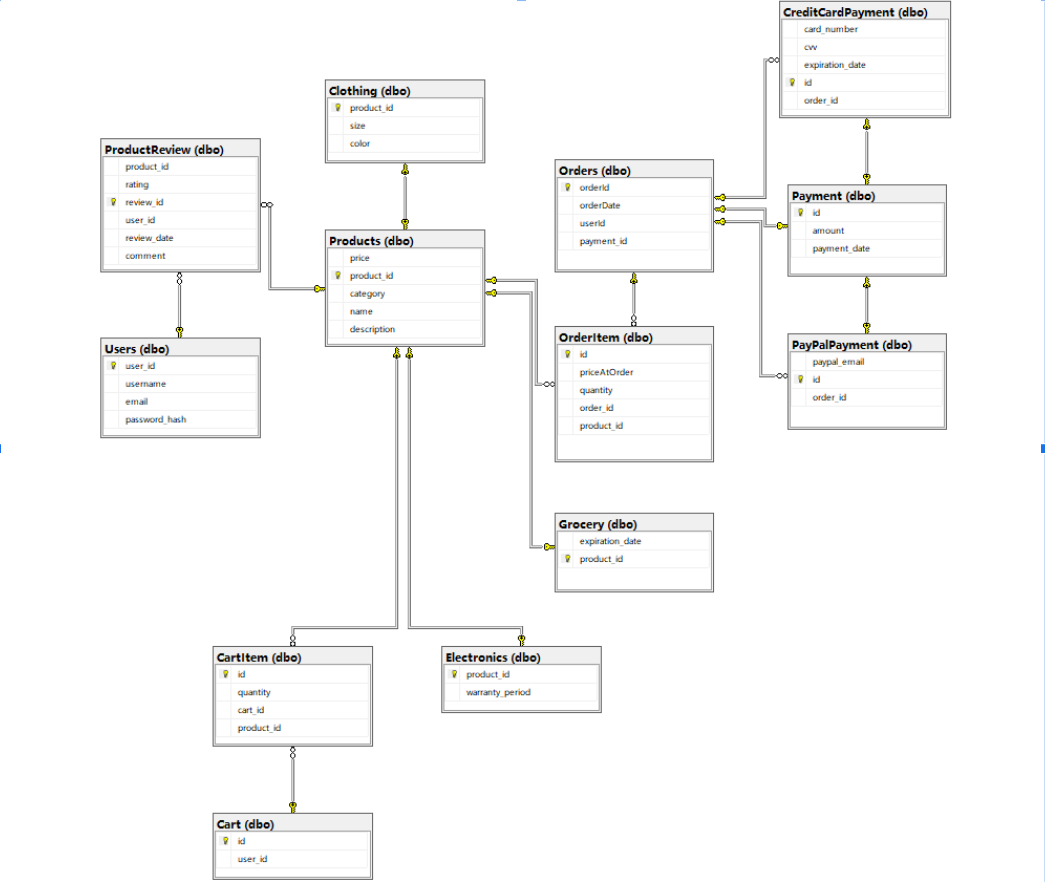 CreditCardPayment (dbo)
card_number
cvv
expiration_date
id
order_id
Clothing (dbo)
product_id
size
color
ProductReview (dbo)
product_id
rating
review_id
user_id
review_date
comment
Orders (dbo)
orderId
orderDate
userId
payment_id
Payment (dbo)
id
amount
payment_date
Products (dbo)
price
product_id
category
name
description
Users (dbo)
user_id
username
email
password_hash
OrderItem (dbo)
id
priceAtOrder
quantity
order_id
product_id
PayPalPayment (dbo)
paypal_email
id
order_id
Grocery (dbo)
expiration_date
product_id
CartItem (dbo)
id
quantity
cart_id
product_id
Electronics (dbo)
product_id
warranty_period
Cart (dbo)
id
user_id